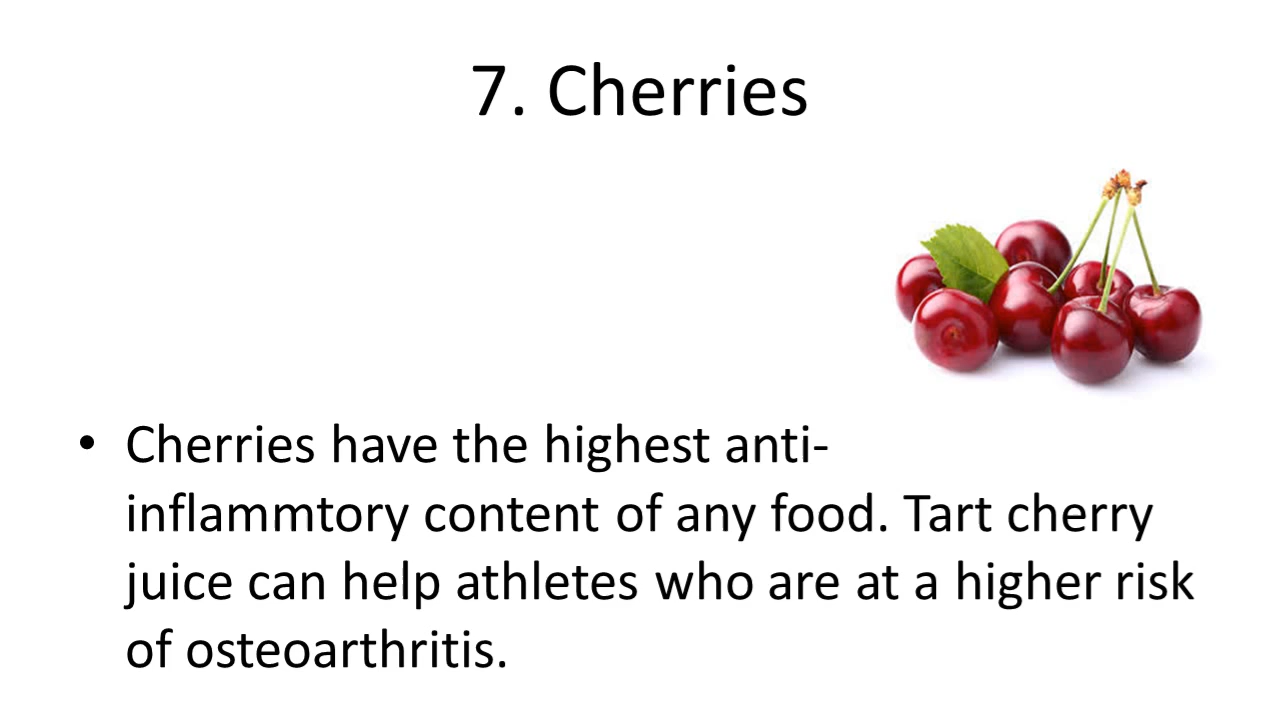 7. Cherries
• Cherries have the highest anti-
inflammtory content of any food. Tart cherry
juice can help athletes who are at a higher risk
of osteoarthritis.